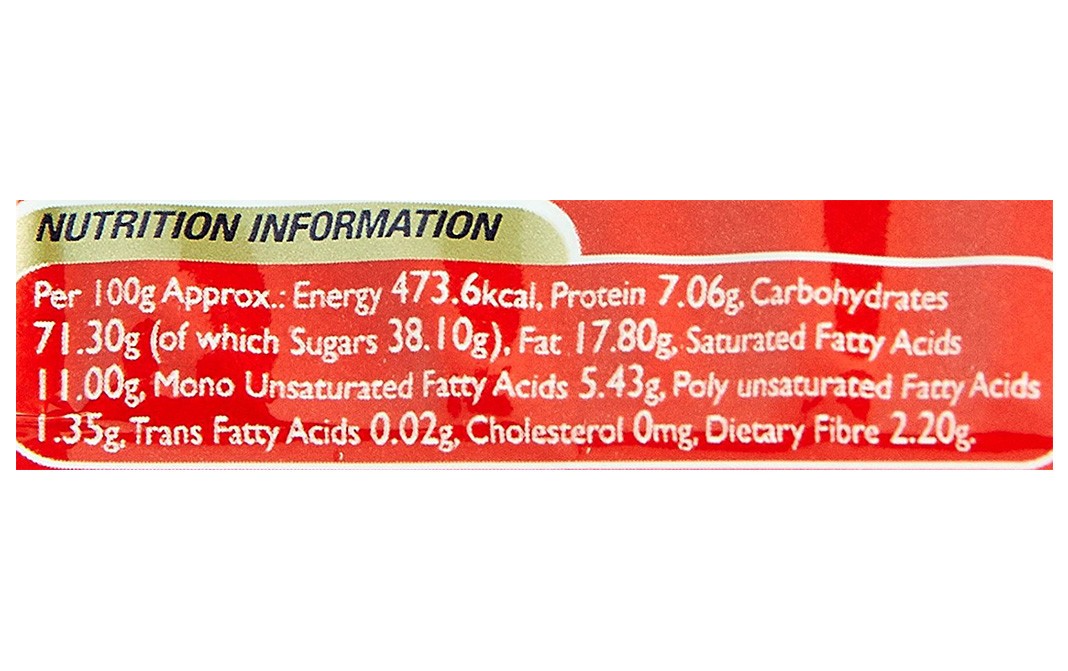 NUTRITION INFORMATION
Per 100g Approx.: Energy 473.6kcal, Protein 7.06g, Carbohydrates
71.30g (of which Sugars 38.10g), Fat 17.80g, Saturated Fatty Acids
11.00g, Mono Unsaturated Fatty Acids 5.43g, Poly unsaturated Fatty Acids
1.35g, Trans Fatty Acids 0.02g, Cholesterol 0mg, Dietary Fibre 2.20g.